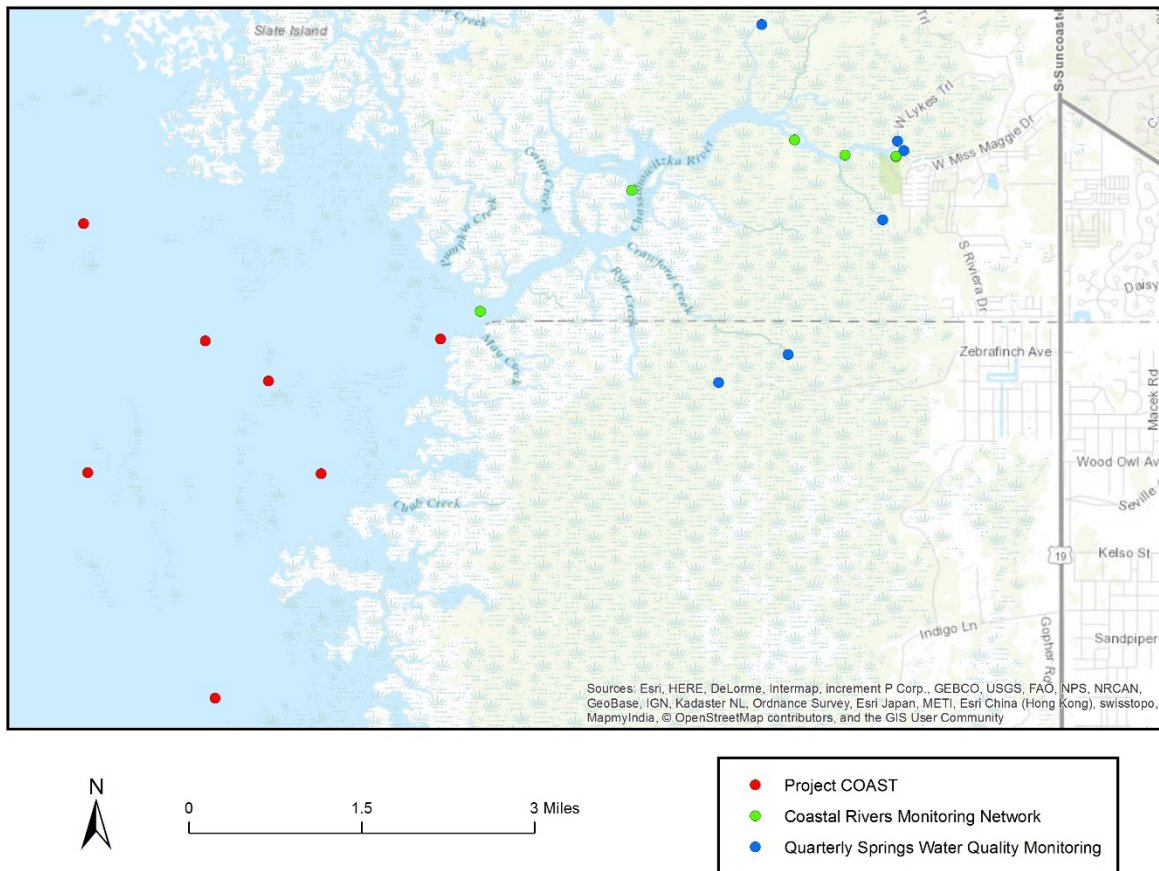 Creek
Trl
Slate Island
S Suncoast
W Lykes Trl
W Miss Maggie Dr
Chassahowitzka River
Gator Creek
Pumpkin Creek
Crawford Creek
Ryle Creek
S Riviera Dr
Daisy
May Creek
Zebrafinch Ave
Macek Rd
Wood Owl Av
Seville
Chub Creek
19
Kelso St
Indigo Ln
Gopher Rd
Sandpiper
Sources: Esri, HERE, DeLorme, Intermap, increment P Corp., GEBCO, USGS, FAO, NPS, NRCAN,
GeoBase, IGN, Kadaster NL, Ordnance Survey, Esri Japan, METI, Esri China (Hong Kong), swisstopo,
MapmyIndia, © OpenStreetMap contributors, and the GIS User Community
N
0 1.5 3 Miles
Project COAST
Coastal Rivers Monitoring Network
Quarterly Springs Water Quality Monitoring